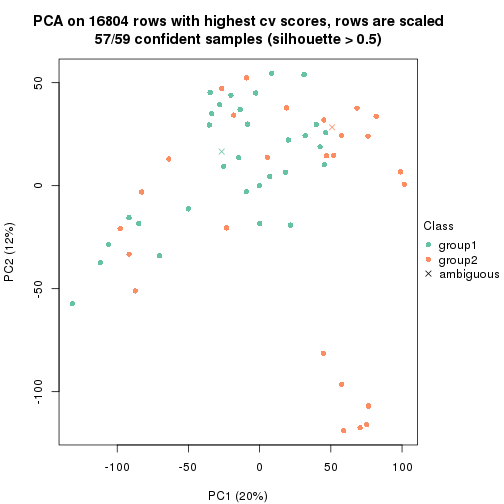 PCA on 16804 rows with highest cv scores, rows are scaled
57/59 confident samples (silhouette > 0.5)
50
0
-50
-100
PC2 (12%)
-100
-50
0
50
100
PC1 (20%)
Class
group1
group2
ambiguous